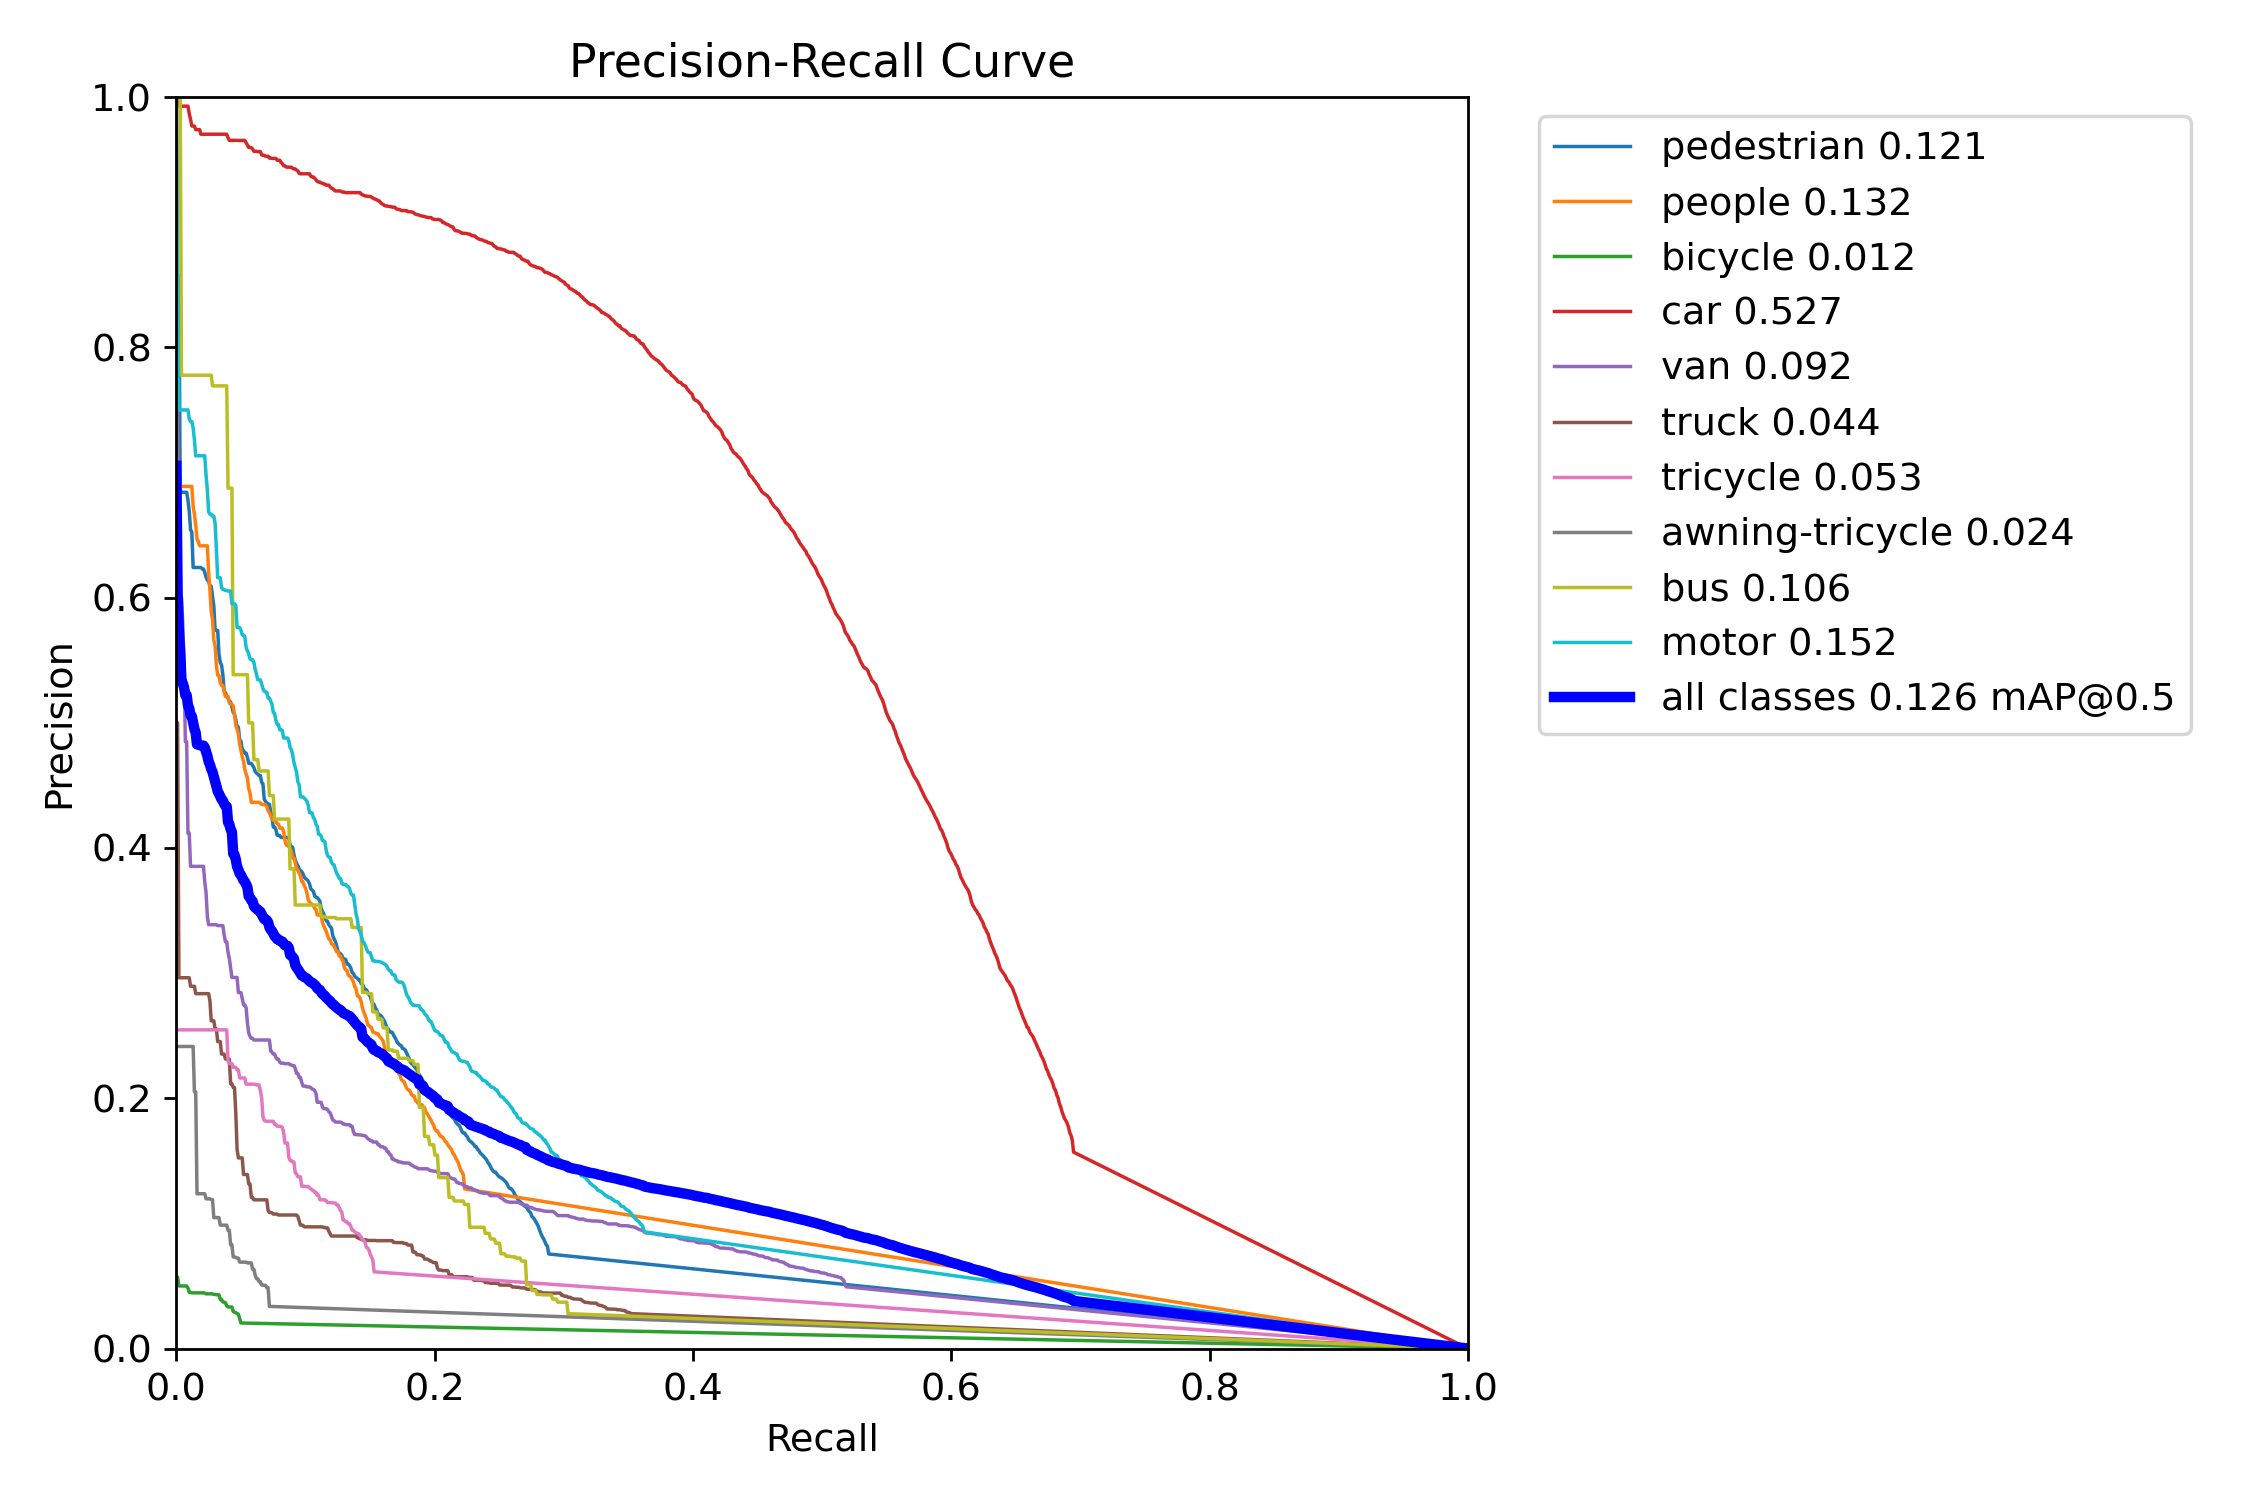 Precision-Recall Curve
1.0
0.8
0.6
0.4
0.2
0.0
Precision
0.0 0.2 0.4 0.6 0.8 1.0
Recall
pedestrian 0.121
people 0.132
bicycle 0.012
car 0.527
van 0.092
truck 0.044
tricycle 0.053
awning-tricycle 0.024
bus 0.106
motor 0.152
all classes 0.126 mAP@0.5